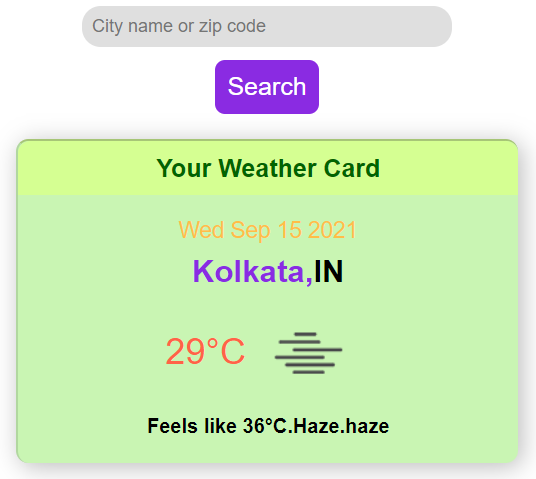 City name or zip code
Search
Your Weather Card
Wed Sep 15 2021
Kolkata,IN
29°C
Feels like 36°C.Haze.haze